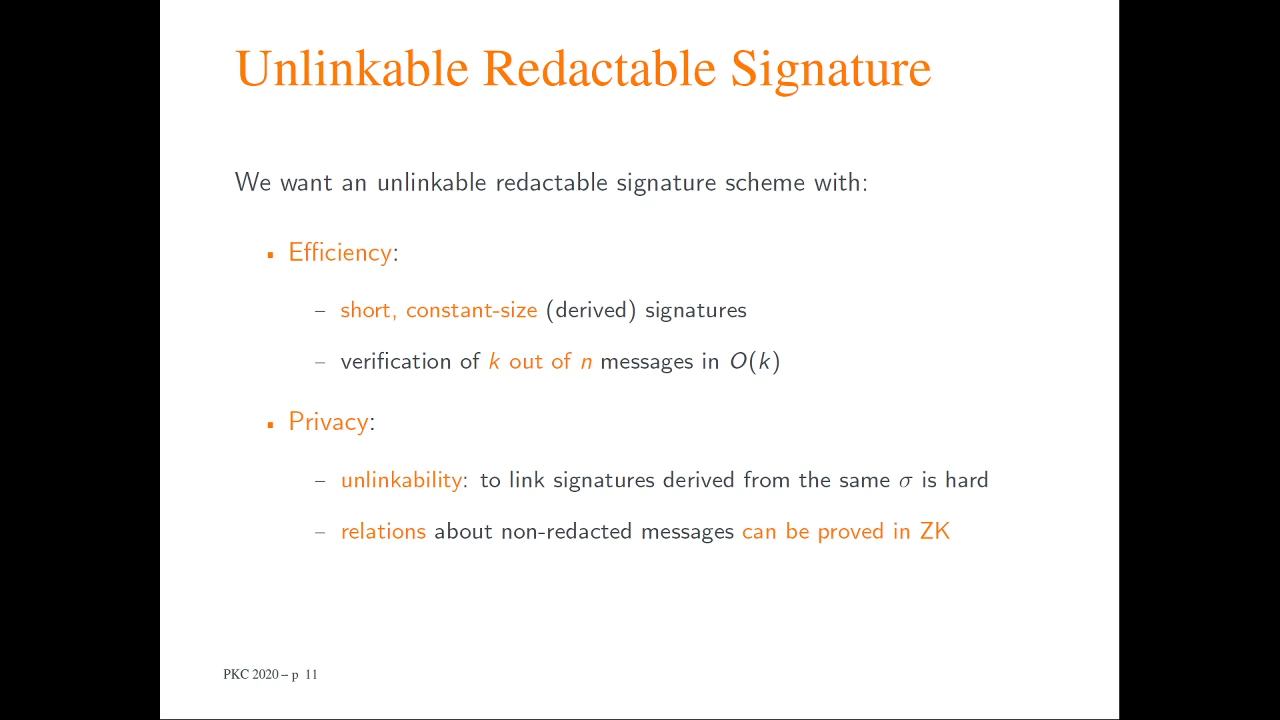 Unlinkable Redactable Signature
We want an unlinkable redactable signature scheme with:
▪ Efficiency:
– short, constant-size (derived) signatures
– verification of k out of n messages in O(k)
▪ Privacy:
– unlinkability: to link signatures derived from the same σ is hard
– relations about non-redacted messages can be proved in ZK
PKC 2020 – p 11